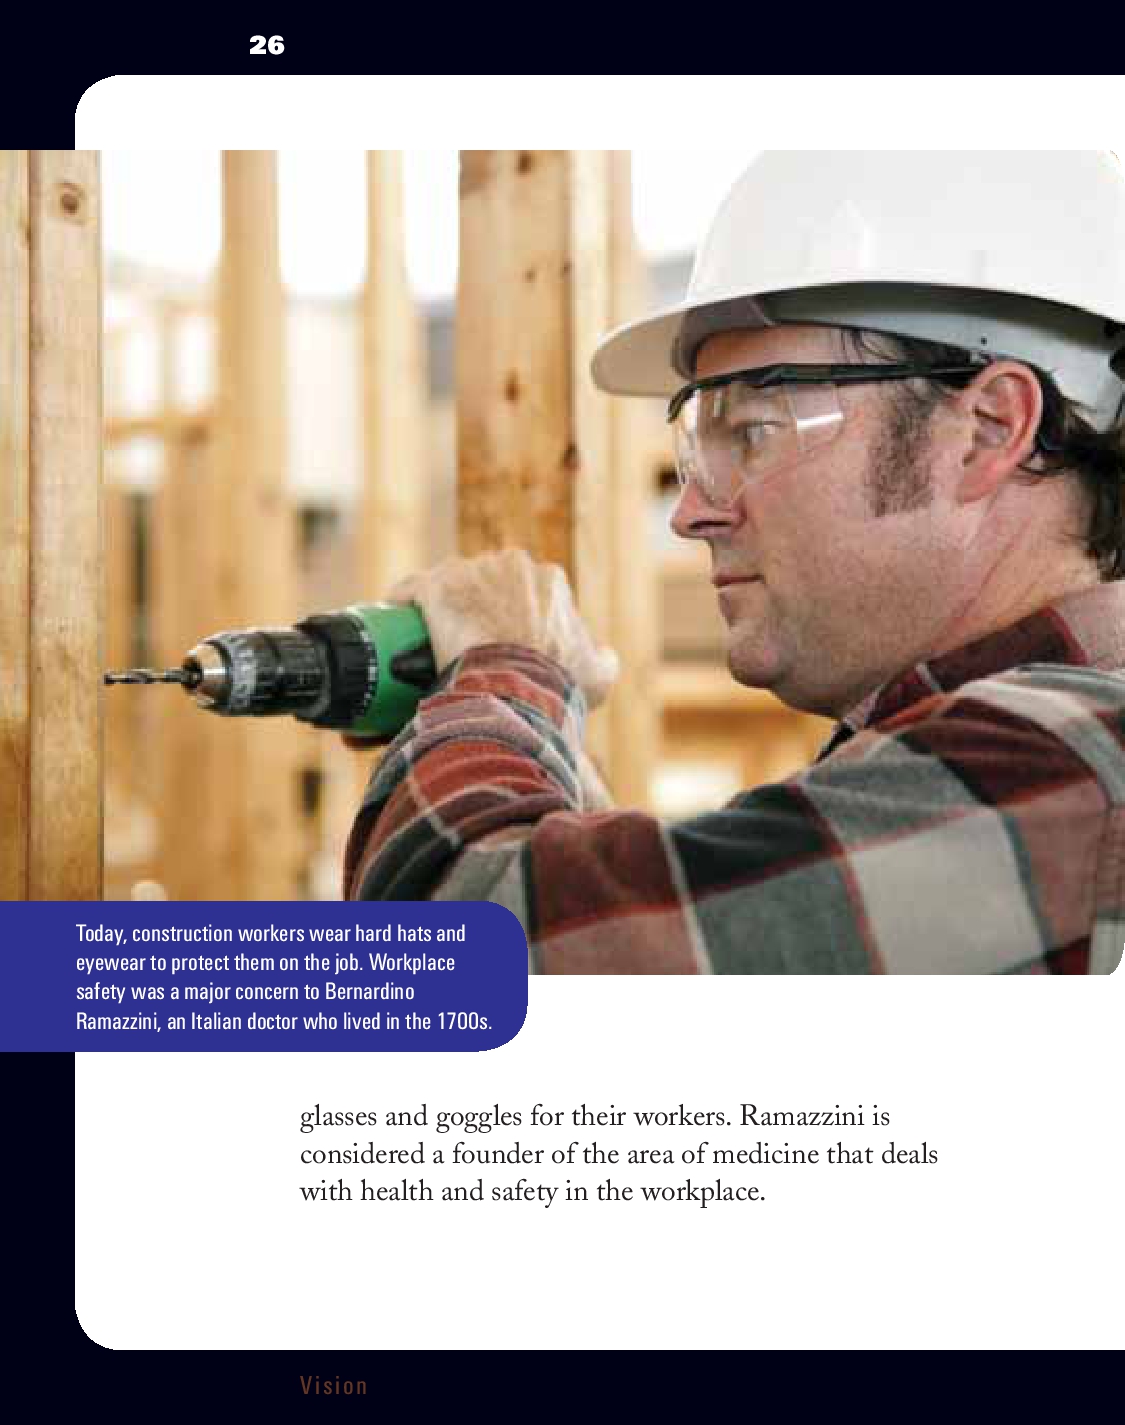 26
Today, construction workers wear hard hats and
eyewear to protect them on the job. Workplace
safety was a major concern to Bernardino
Ramazzini, an Italian doctor who lived in the 1700s.
glasses and goggles for their workers. Ramazzini is
considered a founder of the area of medicine that deals
with health and safety in the workplace.
Vision